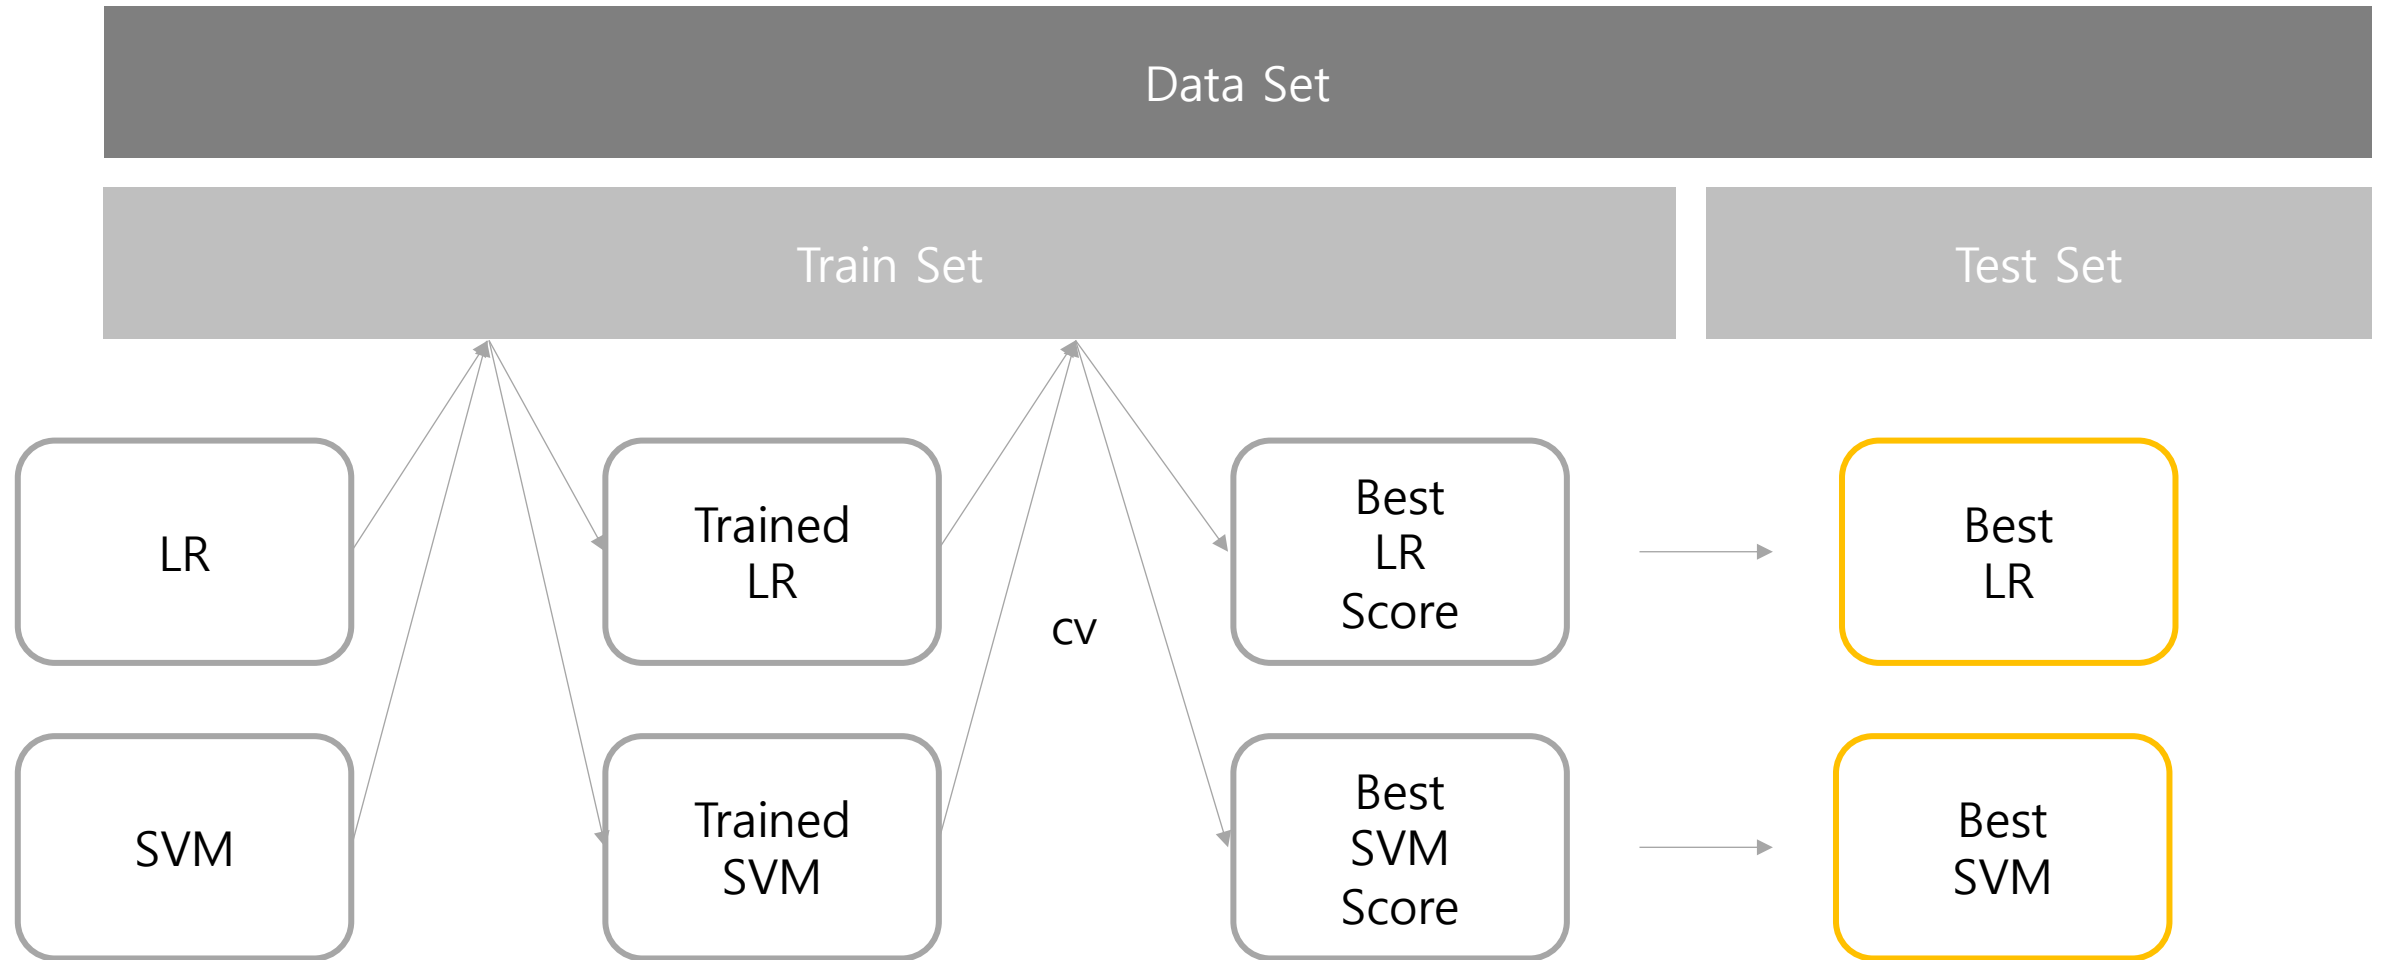 Data Set
Train Set
Test Set
LR
Trained
LR
Best
LR
Score
Best
LR
cv
SVM
Trained
SVM
Best
SVM
Score
Best
SVM